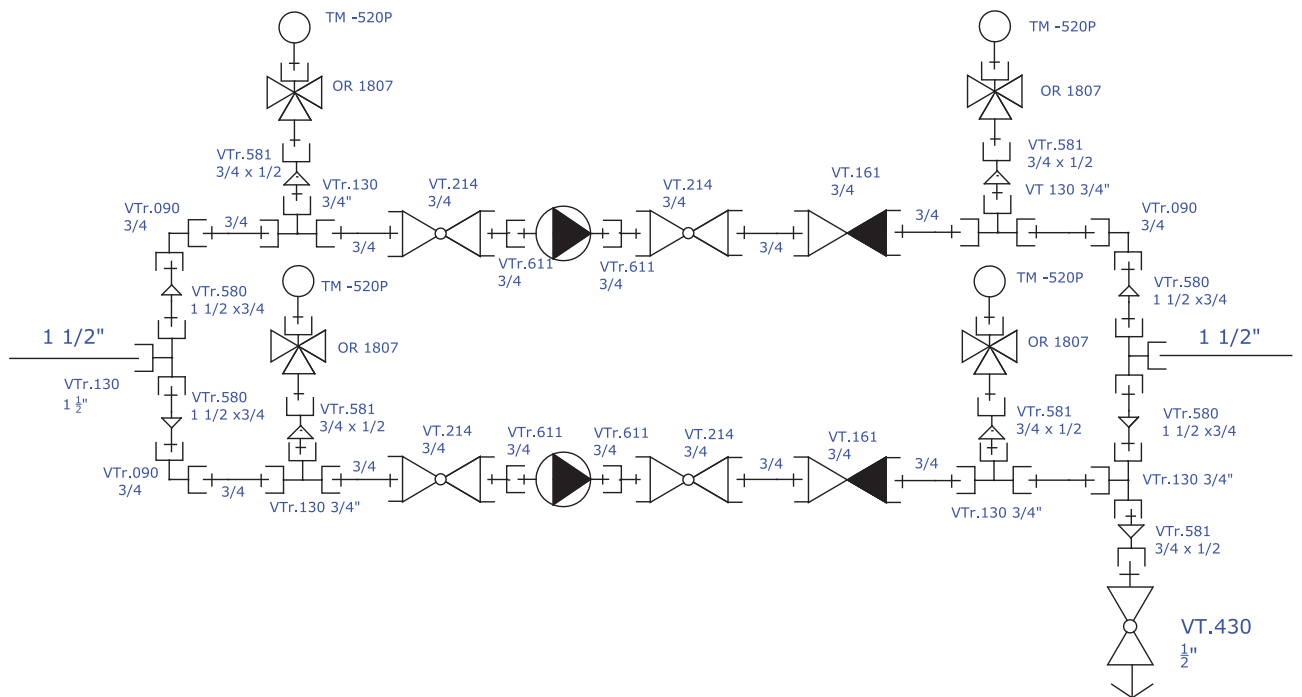 TM -520P
TM -520P
OR 1807
OR 1807
VTr.581
3/4 x 1/2
VTr.581
3/4 x 1/2
VTr.130
3/4"
VT.214
3/4
VT.214
3/4
VT.161
3/4
VT 130 3/4"
VTr.090
3/4
3/4
3/4
3/4
3/4
VTr.090
3/4
VTr.611
3/4
VTr.611
3/4
VTr.580
1 1/2 x3/4
TM -520P
TM -520P
VTr.580
1 1/2 x3/4
1 1/2"
1 1/2"
OR 1807
OR 1807
VTr.130
1 1/2"
VTr.580
1 1/2 x3/4
VTr.581
3/4 x 1/2
VTr.581
3/4 x 1/2
VTr.580
1 1/2 x3/4
VT.214
3/4
VTr.611
3/4
VTr.611
3/4
VT.214
3/4
VT.161
3/4
VTr.090
3/4
3/4
3/4
3/4
3/4
VTr.130 3/4"
VTr.130 3/4"
VTr.130 3/4"
VTr.581
3/4 x 1/2
VT.430
1/2"